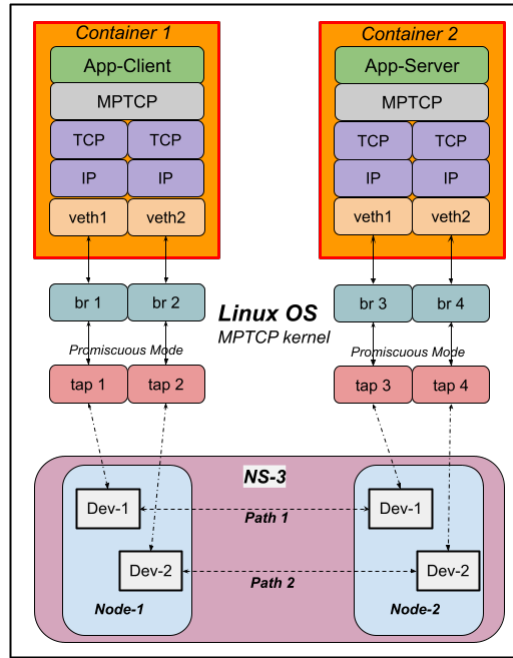 Container 1
App-Client
MPTCP
TCP TCP
IP IP
veth1 veth2
Container 2
App-Server
MPTCP
TCP TCP
IP IP
veth1 veth2
br 1 br 2
Linux OS
MPTCP kernel
br 3 br 4
Promiscuous Mode
Promiscuous Mode
tap 1 tap 2
tap 3 tap 4
NS-3
Dev-1
Path 1
Dev-1
Dev-2
Path 2
Dev-2
Node-1
Node-2